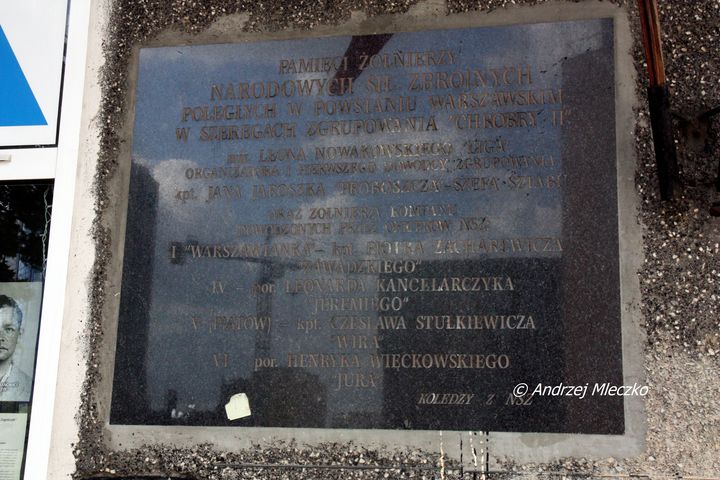 PAMIĘCI ŻOŁNIERZY
NARODOWYCH SIŁ ZBROJNYCH
POLEGŁYCH W POWSTANIU WARSZAWSKIM
W SZEREGACH ZGRUPOWANIA "CHROBRY II"
MJR. LEONA NOWAKOWSKIEGO "LIGA"
ORGANIZATORA I PIERWSZEGO DOWÓDCY ZGRUPOWANIA
kpt. JANA JAROSZKA "PROBOSZCZA" – SZEFA SZTABU
ORAZ ŻOŁNIERZY KOMPANII
DOWODZONYCH PRZEZ OFICERÓW NSZ:
I "WARSZAWIANKA" – kpt. PIOTRA ZACHAREWICZA
"ZAWADZKIEGO"
IV – por. LEONARDA KANCELARCZYKA
"JEREMIEGO"
V (PIĄTÓW) – kpt. CZESŁAWA STULKIEWICZA
"WIRA"
VI – por. HENRYKA WIĘCKOWSKIEGO
"JURA"
KOLEDZY Z NSZ
© Andrzej Mleczko